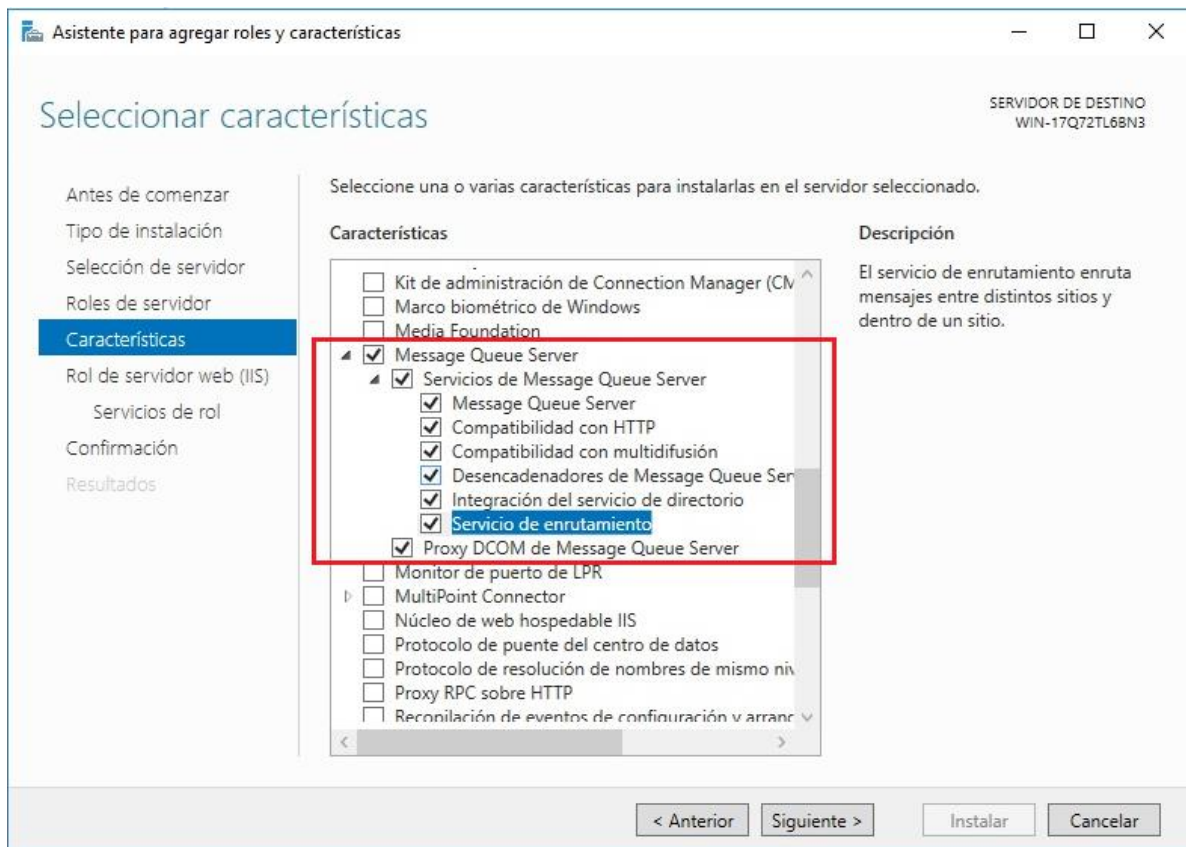 Asistente para agregar roles y características
Seleccionar características
SERVIDOR DE DESTINO
WIN-17Q72TL6BN3
Antes de comenzar
Tipo de instalación
Selección de servidor
Roles de servidor
Características
Rol de servidor web (IIS)
Servicios de rol
Confirmación
Resultados
Seleccione una o varias características para instalarlas en el servidor seleccionado.
Características
Kit de administración de Connection Manager (CM
Marco biométrico de Windows
Media Foundation
Message Queue Server
Servicios de Message Queue Server
Message Queue Server
Compatibilidad con HTTP
Compatibilidad con multidifusión
Desencadenadores de Message Queue Ser
Integración del servicio de directorio
Servicio de enrutamiento
Proxy DCOM de Message Queue Server
Monitor de puerto de LPR
MultiPoint Connector
Núcleo de web hospedable IIS
Protocolo de puente del centro de datos
Protocolo de resolución de nombres de mismo niv
Proxy RPC sobre HTTP
Recopilación de eventos de configuración y arranc
Descripción
El servicio de enrutamiento enruta
mensajes entre distintos sitios y
dentro de un sitio.
< Anterior
Siguiente >
Instalar
Cancelar